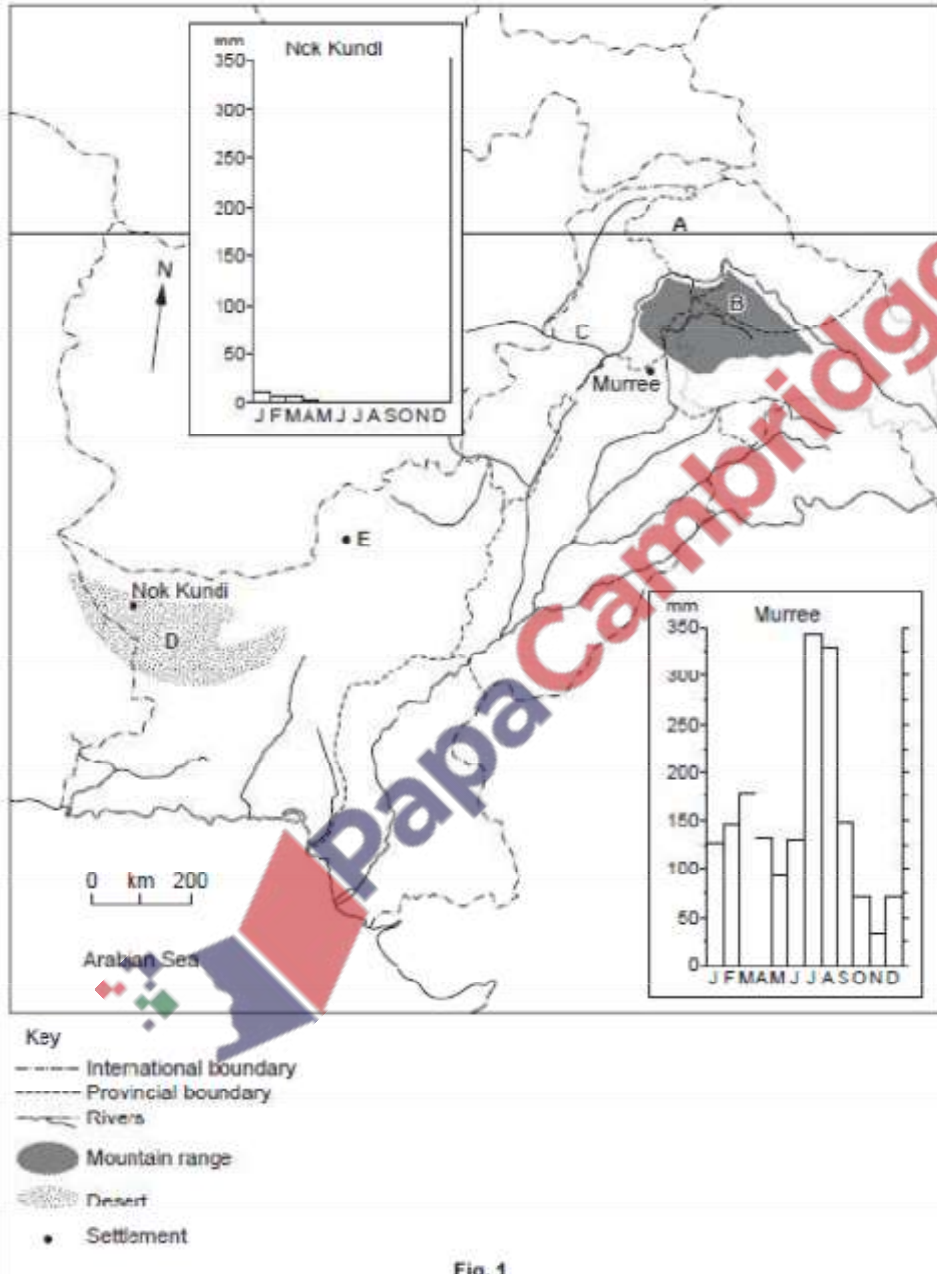 mm
Nck Kundi
350
300
250
200
150
100
50
0
J F M A M J J A S O N D
A
N
B
C
Murree
E
Nok Kundi
D
mm
Murree
350
300
250
200
150
100
50
0
J F M A M J J A S O N D
0 km 200
Arabian Sea
PapaCambridge
Key
International boundary
Provincial boundary
Rivers
Mountain range
Desert
Settlement
Fig. 1